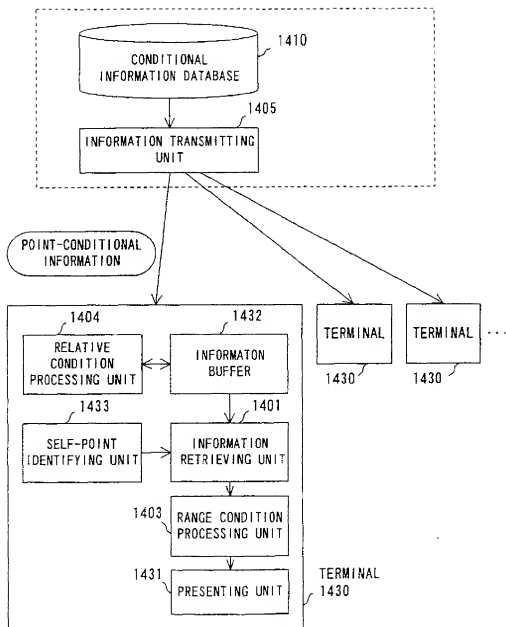 1410
CONDITIONAL
INFORMATION DATABASE
1405
INFORMATION TRANSMITTING
UNIT
POINT-CONDITIONAL
INFORMATION
1404
RELATIVE
CONDITION
PROCESSING UNIT
1432
INFORMATON
BUFFER
TERMINAL
1430
TERMINAL
1430
...
1433
SELF-POINT
IDENTIFYING UNIT
1401
INFORMATION
RETRIEVING UNIT
1403
RANGE CONDITION
PROCESSING UNIT
1431
PRESENTING UNIT
TERMINAL
1430